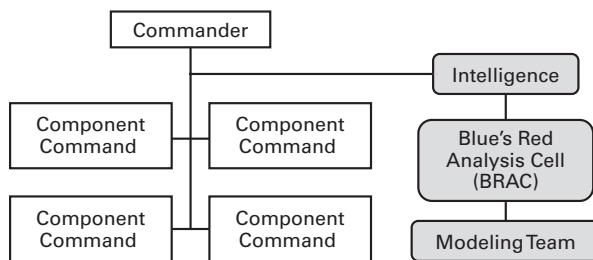 Commander
Intelligence
Component
Command
Component
Command
Blue's Red
Analysis Cell
(BRAC)
Component
Command
Component
Command
Modeling Team